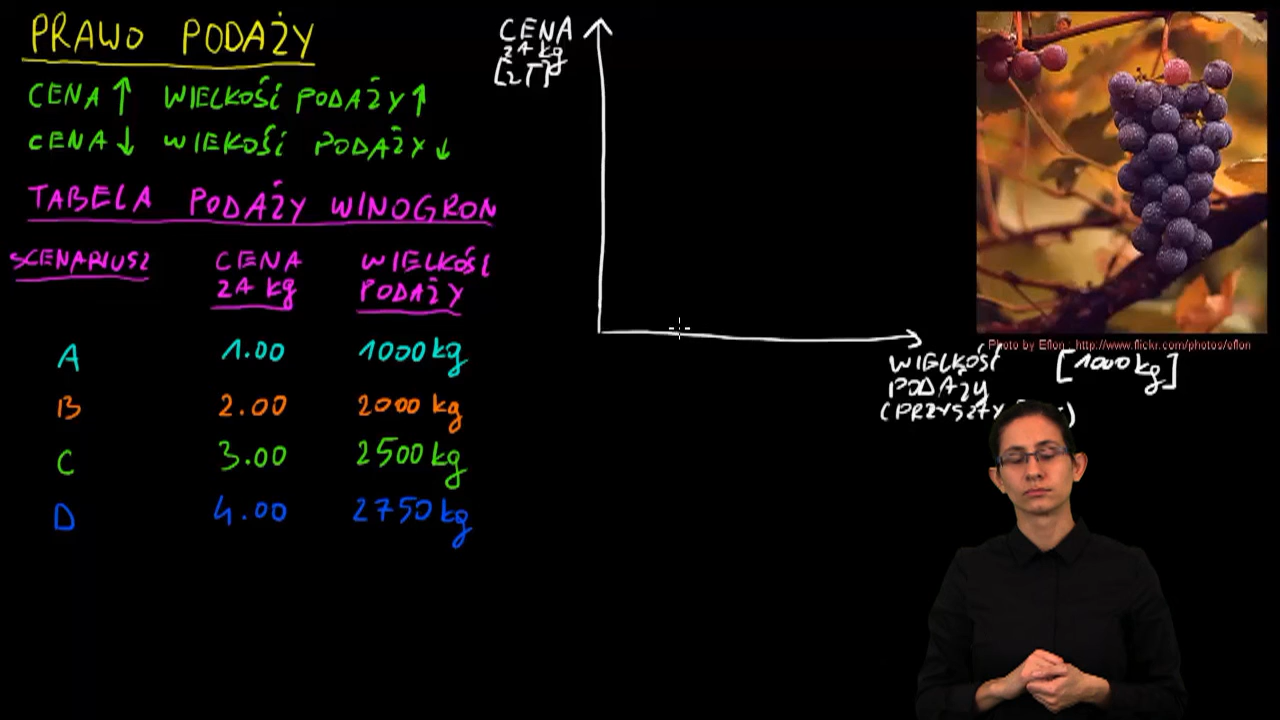 PRAWO PODAŻY
CENA ↑ WIELKOŚĆ PODAŻY ↑
CENA ↓ WIEKOŚĆ PODAŻY ↓
TABELA PODAŻY WINOGRON
SCENARIUSZ CENA ZA kg WIELKOŚĆ PODAŻY
A 1.00 1000 kg
B 2.00 2000 kg
C 3.00 2500 kg
D 4.00 2750 kg
CENA
ZA kg
[ZŁ]
Photo by Eflon : http://www.flickr.com/photos/eflon
WIELKOŚĆ [1000 kg]
PODAŻY
(PRZYSZŁY